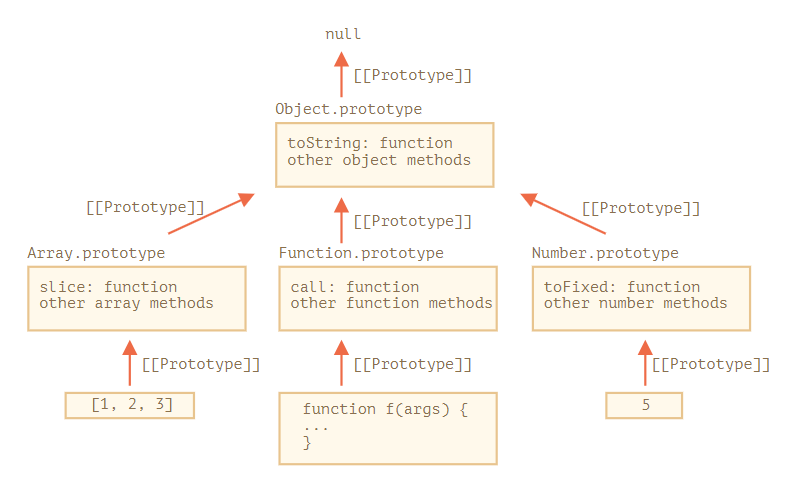 null
[[Prototype]]
Object.prototype
toString: function
other object methods
[[Prototype]] [[Prototype]] [[Prototype]]
Array.prototype Function.prototype Number.prototype
slice: function call: function toFixed: function
other array methods other function methods other number methods
[[Prototype]] [[Prototype]] [[Prototype]]
[1, 2, 3] function f(args) { 5
...
}